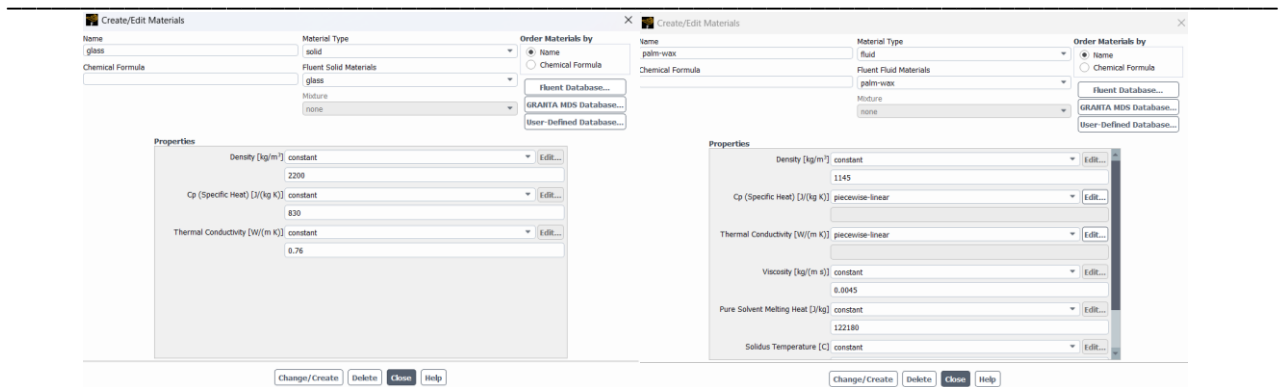 Create/Edit Materials
Name
glass
Chemical Formula
Material Type
solid
Fluent Solid Materials
glass
Mixture
none
Order Materials by
Name
Chemical Formula
Fluent Database...
GRANTA MDS Database...
User-Defined Database...
Properties
Density [kg/m³] constant Edit...
2200
Cp (Specific Heat) [J/(kg K)] constant Edit...
830
Thermal Conductivity [W/(m K)] constant Edit...
0.76
Change/Create Delete Close Help
Create/Edit Materials
Name
palm-wax
Chemical Formula
Material Type
fluid
Fluent Fluid Materials
palm-wax
Mixture
none
Order Materials by
Name
Chemical Formula
Fluent Database...
GRANTA MDS Database...
User-Defined Database...
Properties
Density [kg/m³] constant Edit...
1145
Cp (Specific Heat) [J/(kg K)] piecewise-linear Edit...
Thermal Conductivity [W/(m K)] piecewise-linear Edit...
Viscosity [kg/(m s)] constant Edit...
0.0045
Pure Solvent Melting Heat [J/kg] constant Edit...
122180
Solidus Temperature [C] constant Edit...
Change/Create Delete Close Help